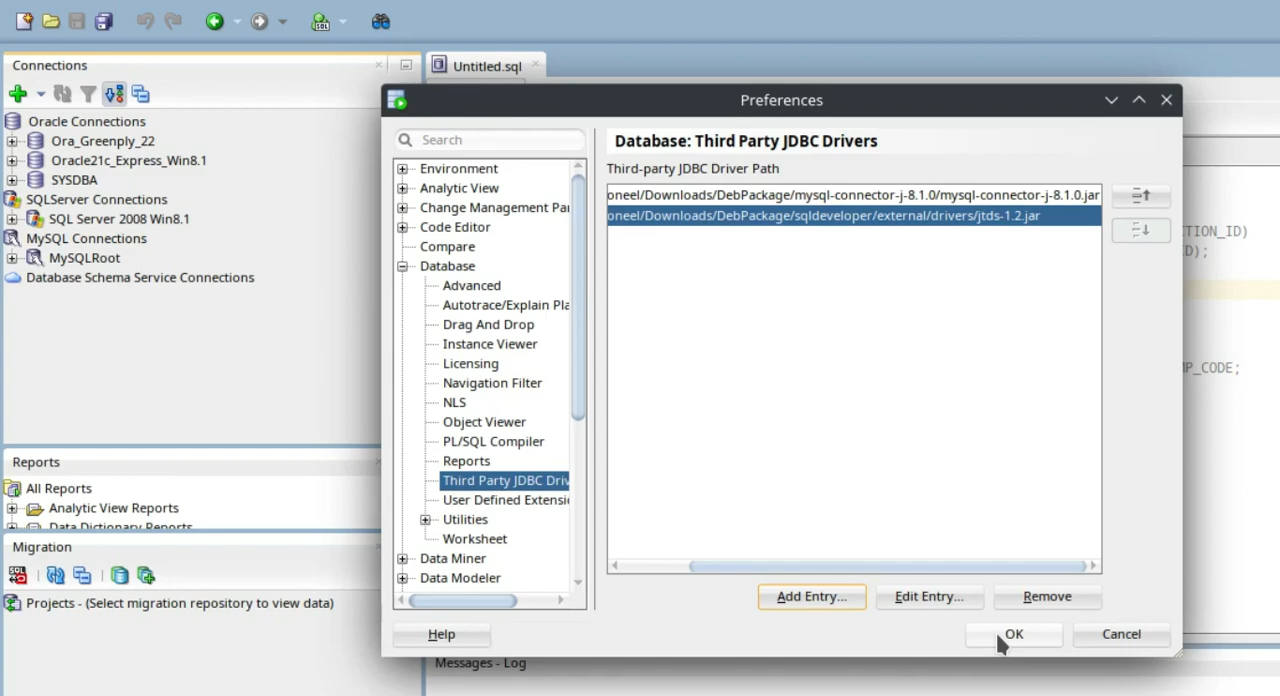 SQL
Connections
Untitled.sql
Oracle Connections
Ora_Greenply_22
Oracle21c_Express_Win8.1
SYSDBA
SQLServer Connections
SQL Server 2008 Win8.1
MySQL Connections
MySQLRoot
Database Schema Service Connections
Reports
All Reports
Analytic View Reports
Data Dictionary Reports
Migration
SQL
Projects - (Select migration repository to view data)
Preferences
Search
Environment
Analytic View
Change Management Par
Code Editor
Compare
Database
Advanced
Autotrace/Explain Pla
Drag And Drop
Instance Viewer
Licensing
Navigation Filter
NLS
Object Viewer
PL/SQL Compiler
Reports
Third Party JDBC Driv
User Defined Extensio
Utilities
Worksheet
Data Miner
Data Modeler
Database: Third Party JDBC Drivers
Third-party JDBC Driver Path
oneel/Downloads/DebPackage/mysql-connector-j-8.1.0/mysql-connector-j-8.1.0.jar
oneel/Downloads/DebPackage/sqldeveloper/external/drivers/jtds-1.2.jar
Add Entry...
Edit Entry...
Remove
Help
OK
Cancel
TION_ID)
D);
MP_CODE;
Messages - Log